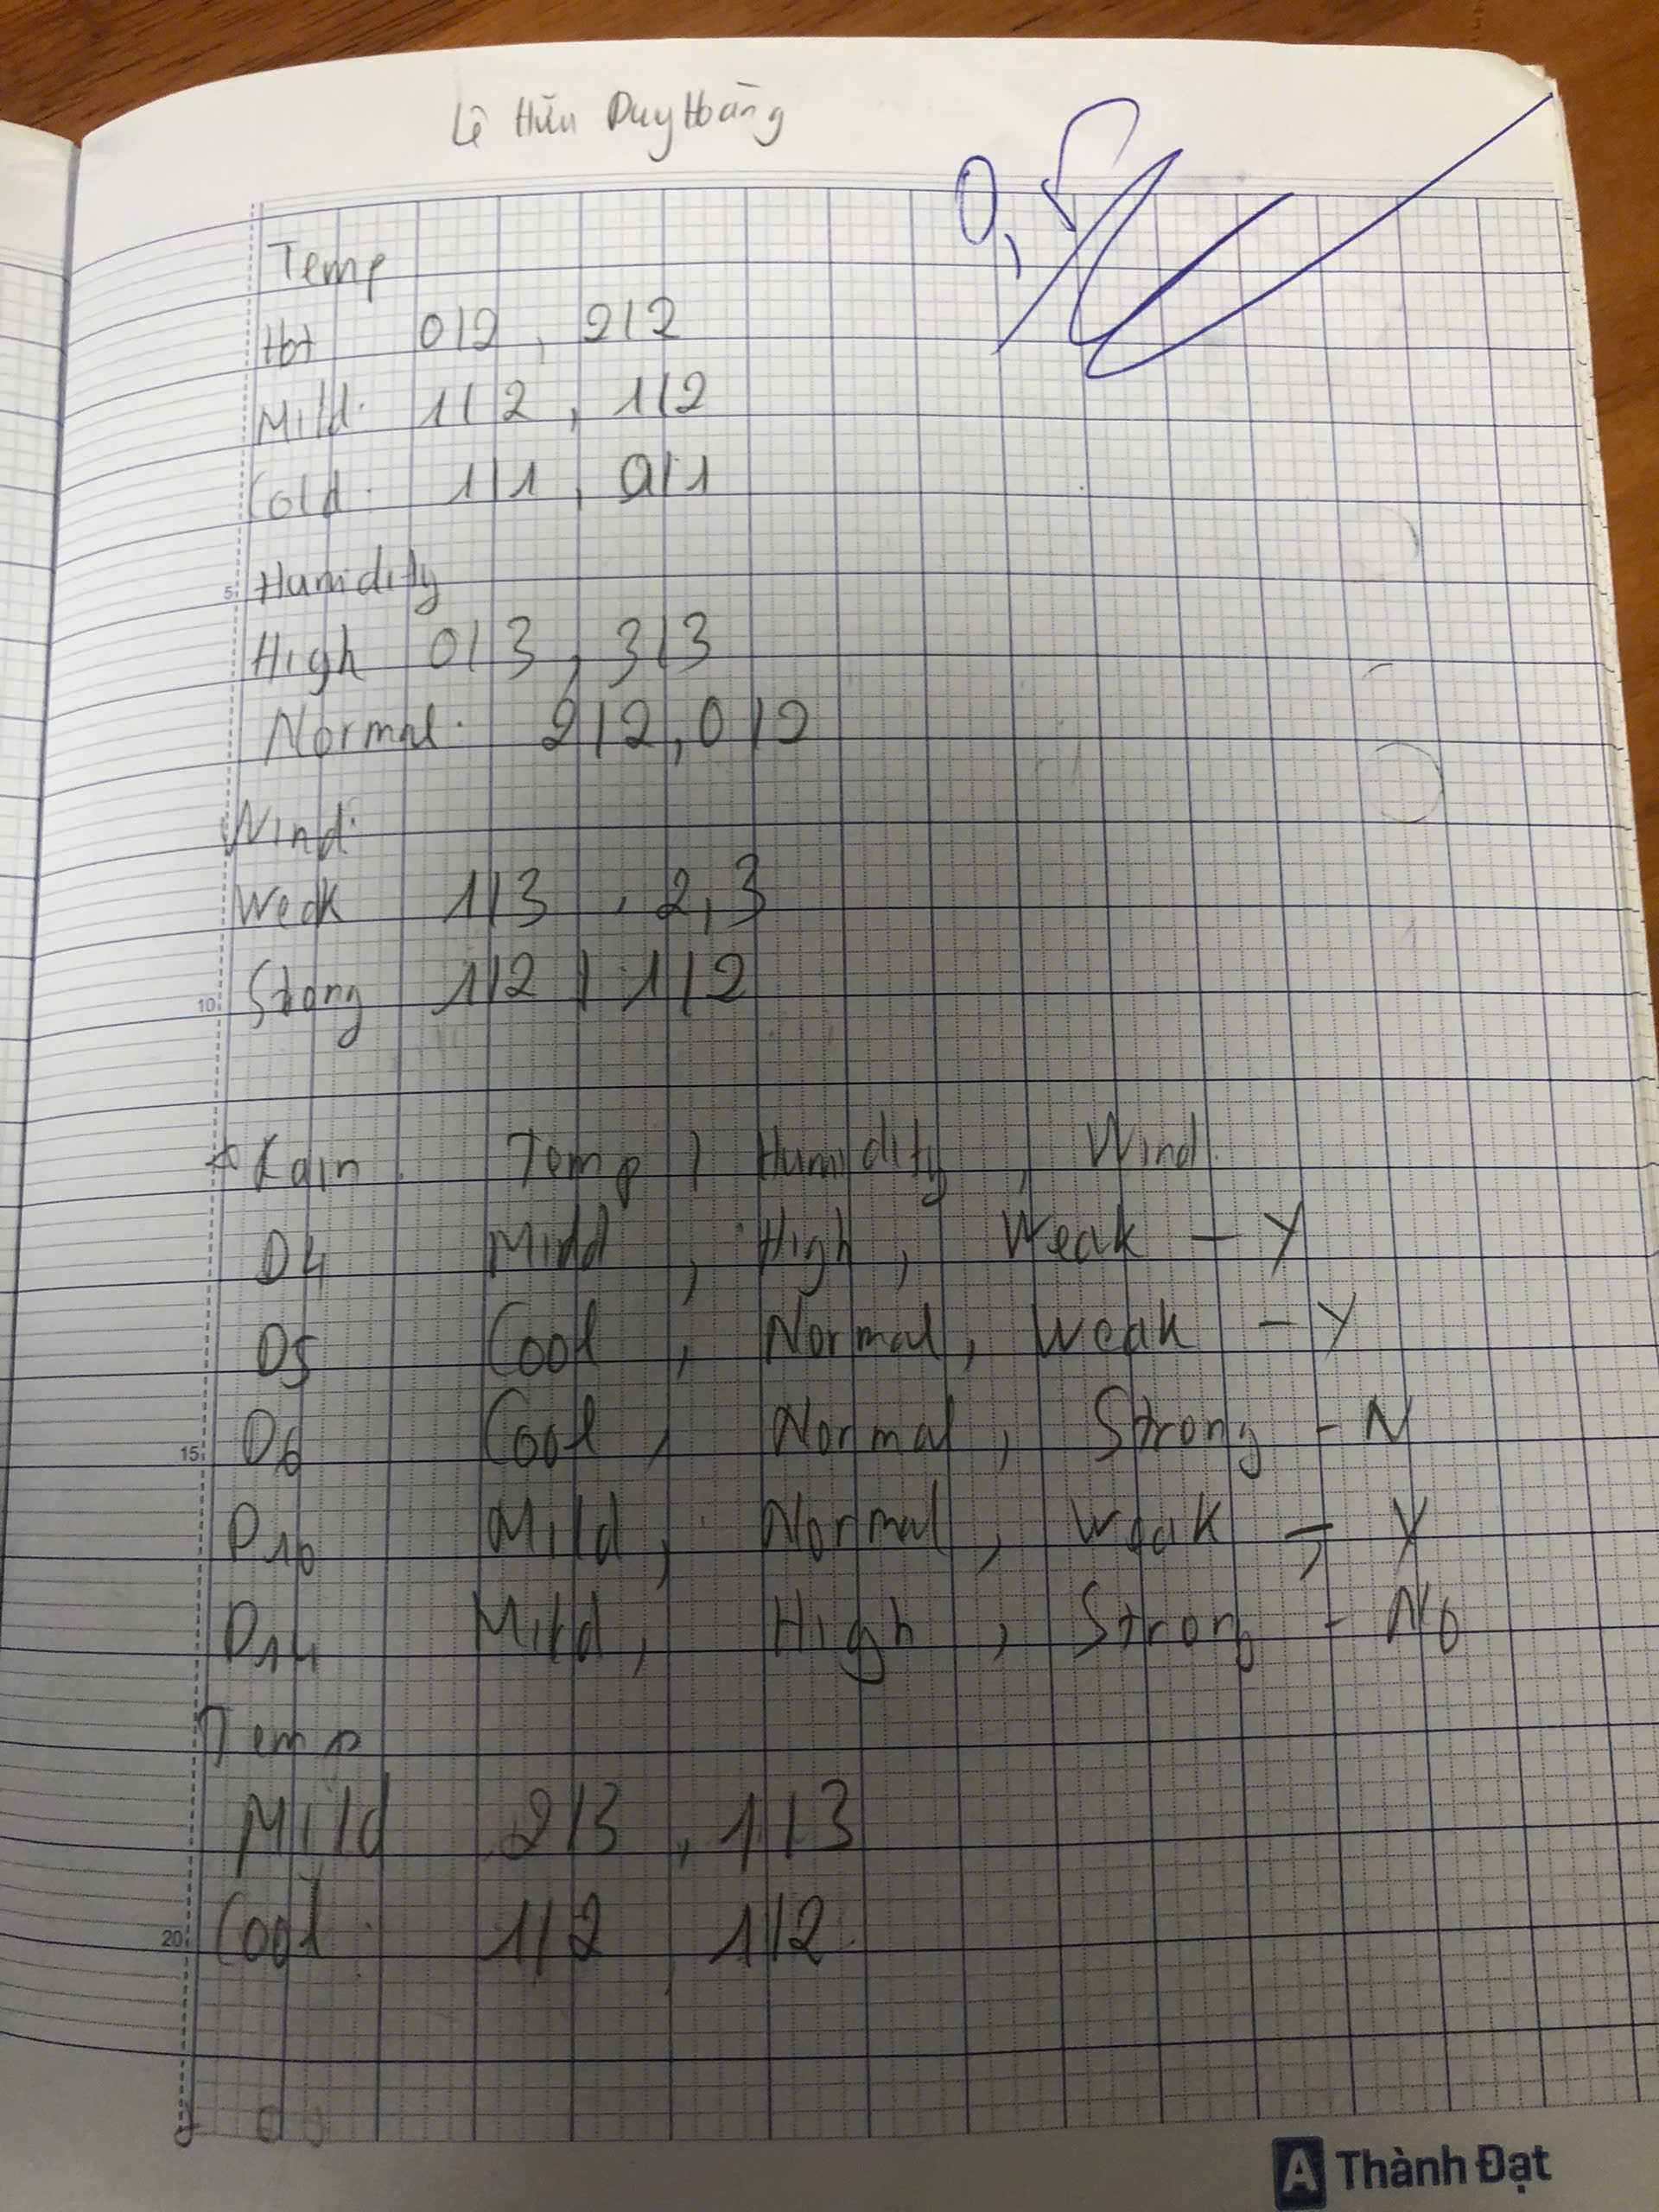 Lê Hữu Duy Hoàng
0,5
Temp
Hot 0/2, 2/2
Mild: 1/2, 1/2
Cold: 1/1, 0/1
5
Humidity
High 0/3, 3/3
Normal: 2/2, 0/2
Wind:
Weak 1/3, 2,3
10
Strong 1/2 | 1/2
Rain. Temp, Humidity, Wind.
D4 Mild, High, Weak - Y
D5 Cool, Normal, Weak - Y
15
D6 Cool, Normal, Strong - N
D10 Mild, Normal, Weak - Y
D14 Mild, High, Strong - No
Temp
Mild 2/3, 1/3
20
Cool: 1/2, 1/2.
A Thành Đạt